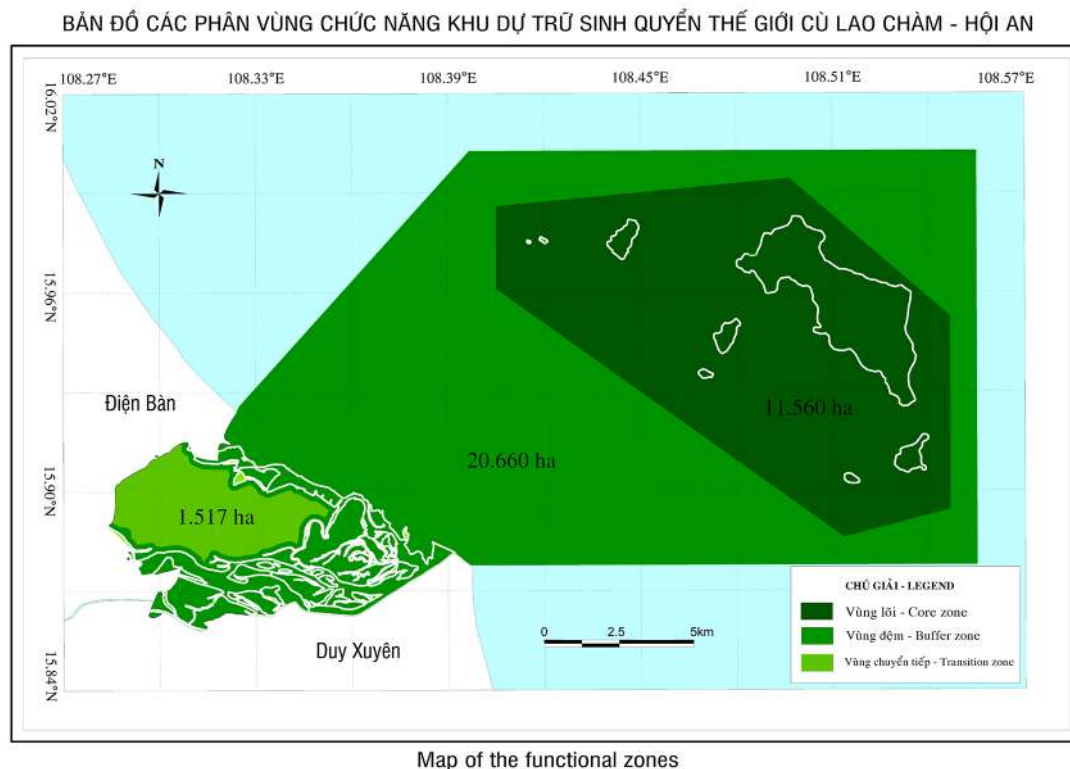 BẢN ĐỒ CÁC PHÂN VÙNG CHỨC NĂNG KHU DỰ TRỮ SINH QUYỂN THẾ GIỚI CÙ LAO CHÀM - HỘI AN
108.27°E 108.33°E 108.39°E 108.45°E 108.51°E 108.57°E
16.02°N
N
15.96°N
Điện Bàn
11.560 ha
20.660 ha
15.90°N
1.517 ha
CHÚ GIẢI - LEGEND
Vùng lõi - Core zone
Vùng đệm - Buffer zone
Vùng chuyển tiếp - Transition zone
0 2.5 5km
Duy Xuyên
15.84°N
Map of the functional zones